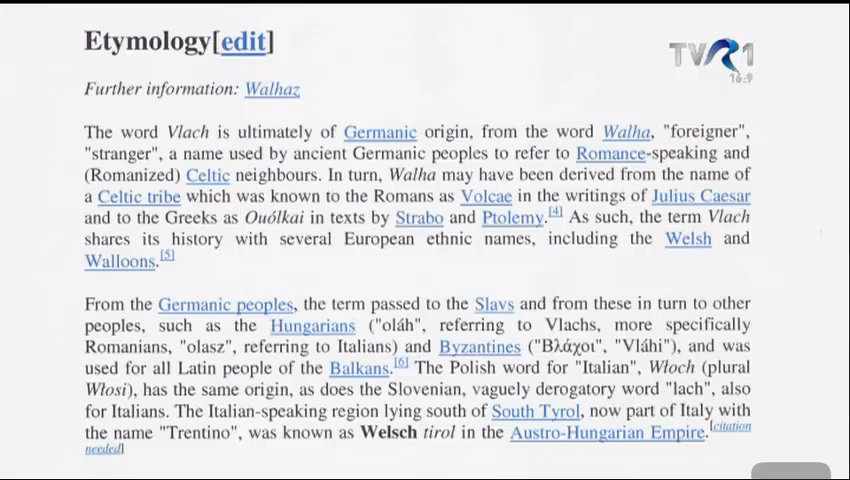 Etymology[edit]
TVR1
16:9
Further information: Walhaz
The word Vlach is ultimately of Germanic origin, from the word Walha, "foreigner",
"stranger", a name used by ancient Germanic peoples to refer to Romance-speaking and
(Romanized) Celtic neighbours. In turn, Walha may have been derived from the name of
a Celtic tribe which was known to the Romans as Volcae in the writings of Julius Caesar
and to the Greeks as Ouólkai in texts by Strabo and Ptolemy.[4] As such, the term Vlach
shares its history with several European ethnic names, including the Welsh and
Walloons.[5]
From the Germanic peoples, the term passed to the Slavs and from these in turn to other
peoples, such as the Hungarians ("oláh", referring to Vlachs, more specifically
Romanians, "olasz", referring to Italians) and Byzantines ("Βλάχοι", "Vláhi"), and was
used for all Latin people of the Balkans.[6] The Polish word for "Italian", Włoch (plural
Włosi), has the same origin, as does the Slovenian, vaguely derogatory word "lach", also
for Italians. The Italian-speaking region lying south of South Tyrol, now part of Italy with
the name "Trentino", was known as Welsch tirol in the Austro-Hungarian Empire.[citation
needed]